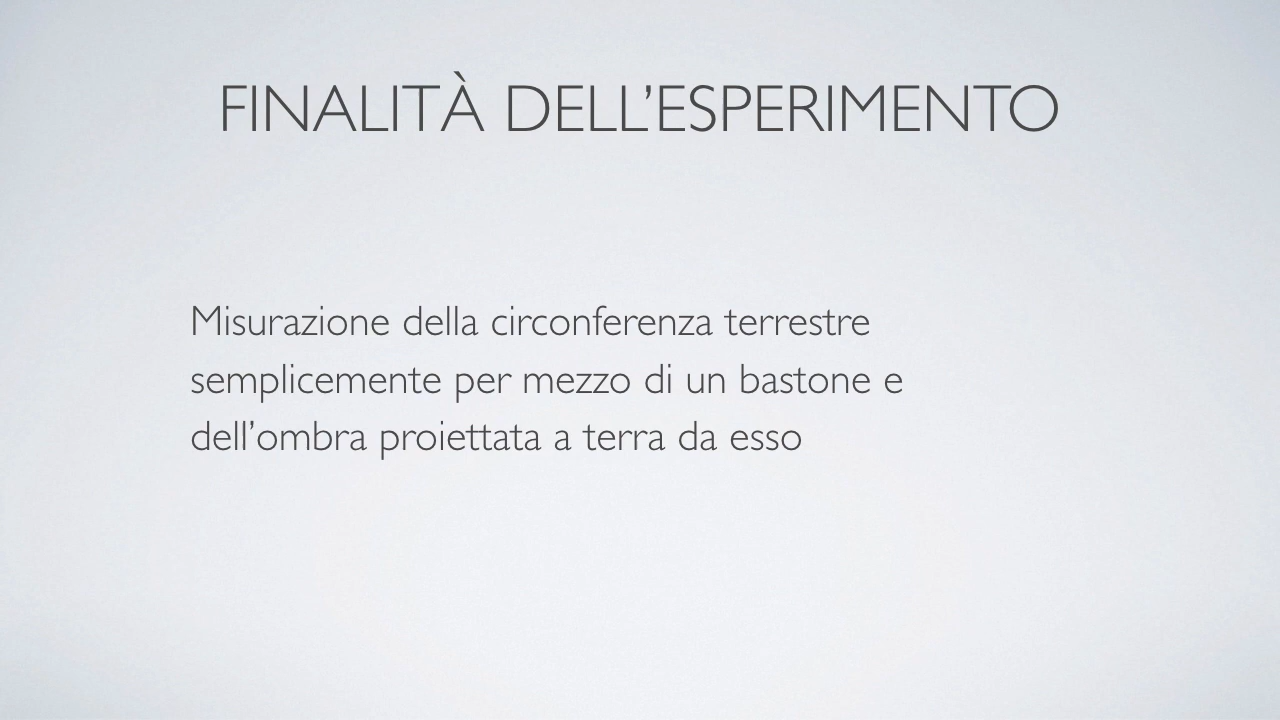 FINALITÀ DELL’ESPERIMENTO
Misurazione della circonferenza terrestre
semplicemente per mezzo di un bastone e
dell’ombra proiettata a terra da esso